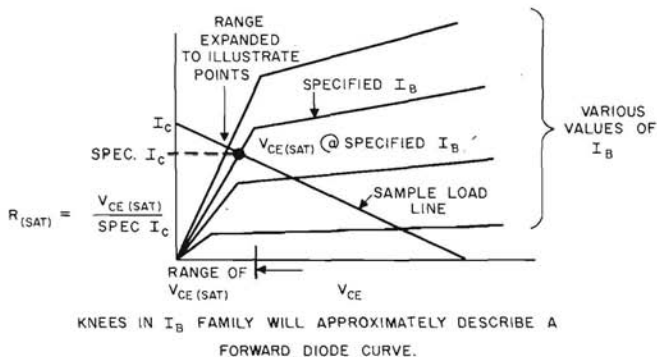 RANGE
EXPANDED
TO ILLUSTRATE
POINTS
SPECIFIED I_B
I_C
V_CE(SAT) @ SPECIFIED I_B
SPEC. I_C
VARIOUS
VALUES OF
I_B
SAMPLE LOAD
LINE
R_(SAT) = V_CE(SAT)
SPEC I_C
RANGE OF
V_CE(SAT)
V_CE
KNEES IN I_B FAMILY WILL APPROXIMATELY DESCRIBE A
FORWARD DIODE CURVE.